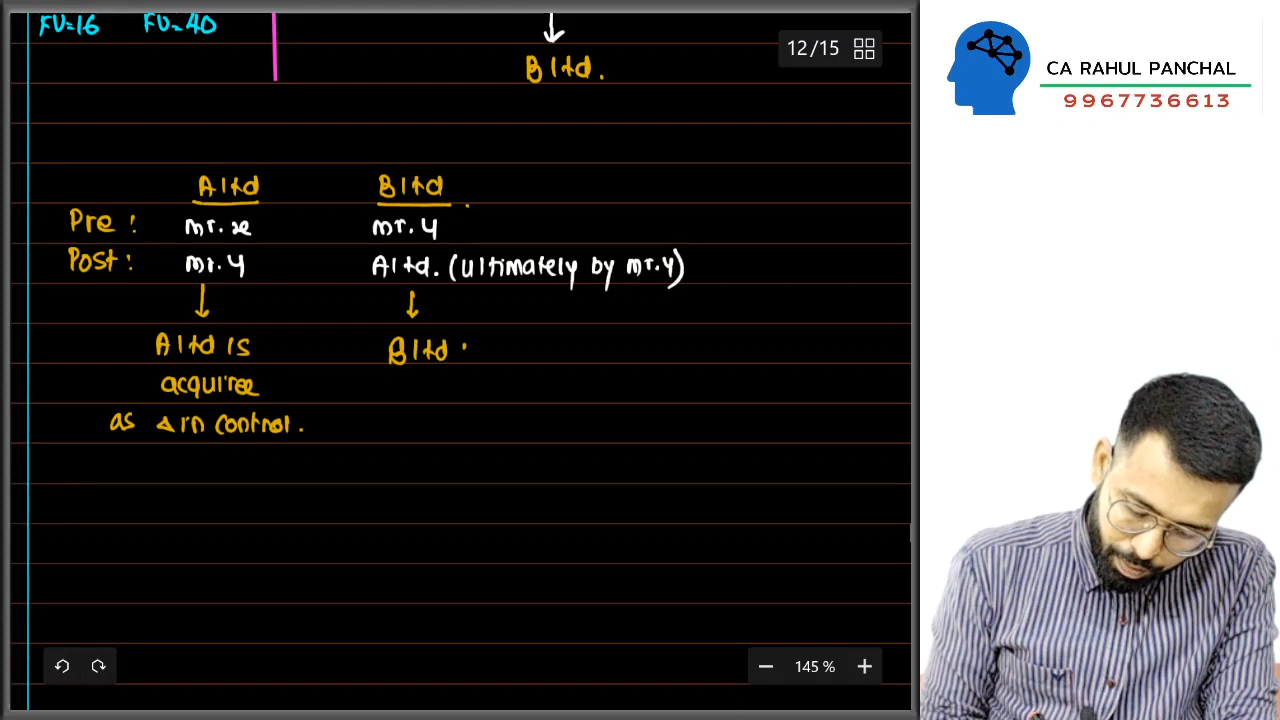 FV=16 FV=40
B ltd.
12/15
CA RAHUL PANCHAL
9967736613
A ltd B ltd.
Pre: mr. x mr. y
Post: mr. y A ltd. (ultimately by mr. y)
A ltd is B ltd
acquiree
as Δ in control.
145 %